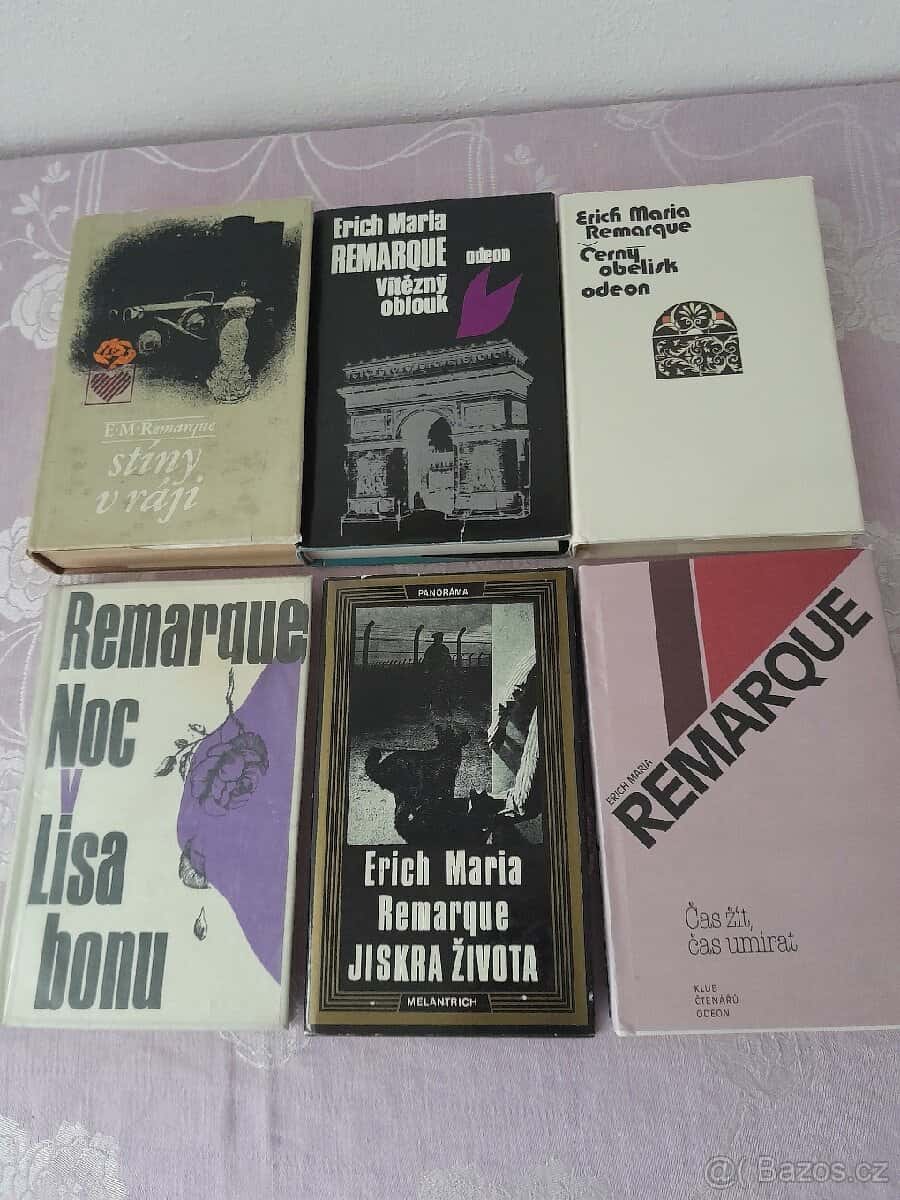 E·M·Remarque
stíny
v ráji
Erich Maria
REMARQUE
odeon
Vítězný
oblouk
Erich Maria
Remarque
Černý
obelisk
odeon
Remarque
Noc
v
Lisa
bonu
PANORÁMA
Erich Maria
Remarque
JISKRA ŽIVOTA
MELANTRICH
ERICH MARIA
REMARQUE
Čas žít,
čas umírat
KLUB
ČTENÁŘŮ
ODEON
Bazos.cz